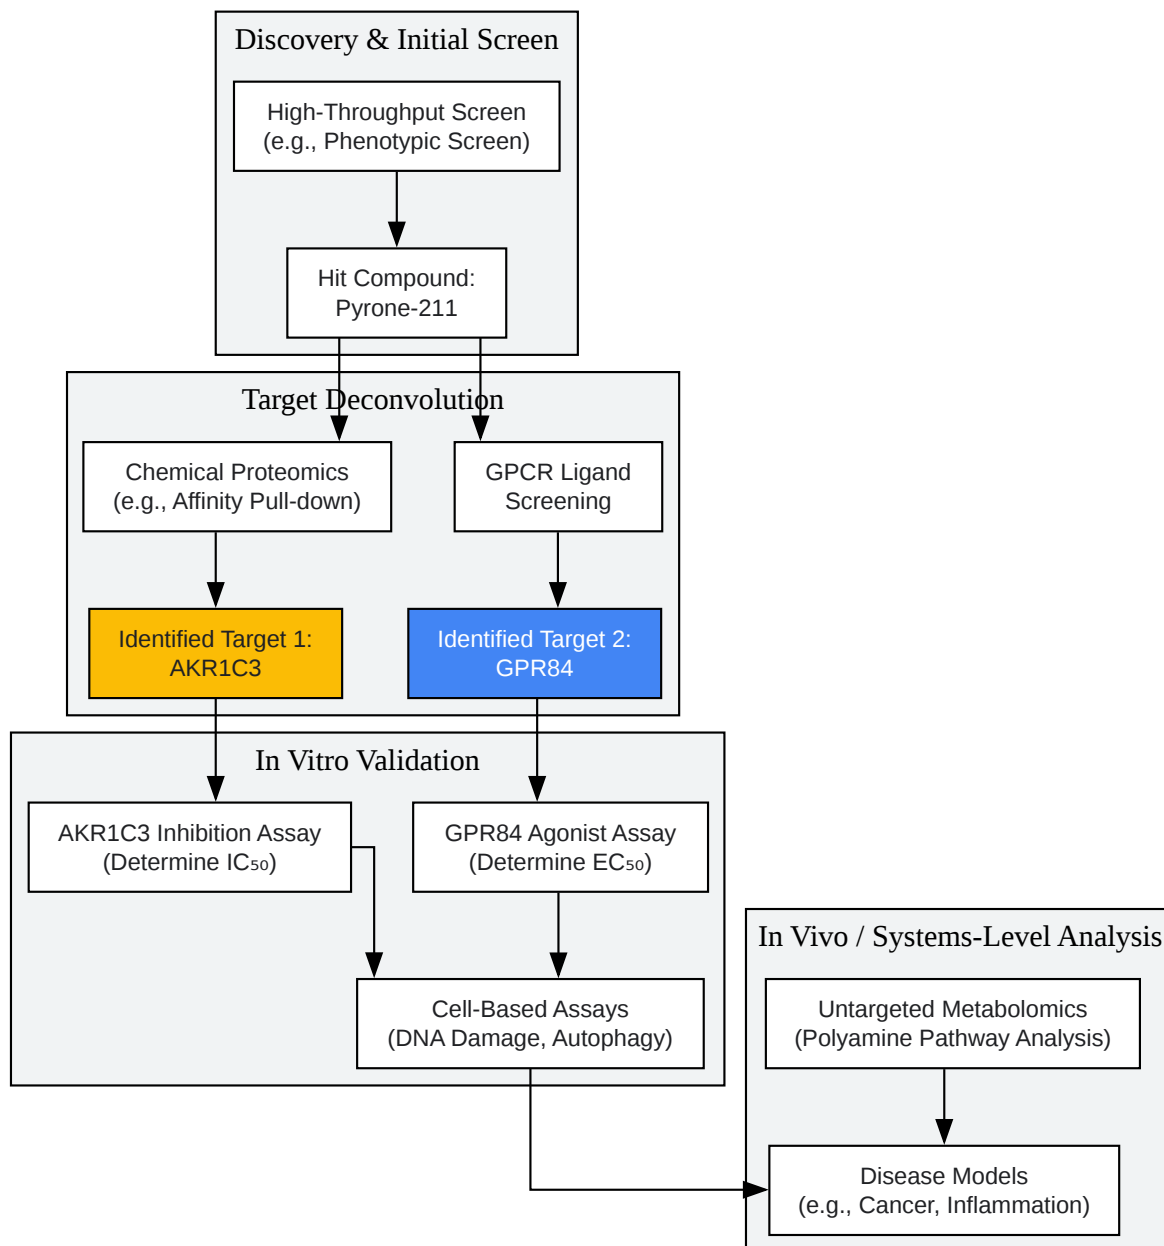 Discovery & Initial Screen
High-Throughput Screen
(e.g., Phenotypic Screen)
Hit Compound:
Pyrone-211
Target Deconvolution
Chemical Proteomics
(e.g., Affinity Pull-down)
GPCR Ligand
Screening
Identified Target 1:
AKR1C3
Identified Target 2:
GPR84
In Vitro Validation
AKR1C3 Inhibition Assay
(Determine IC₅₀)
GPR84 Agonist Assay
(Determine EC₅₀)
Cell-Based Assays
(DNA Damage, Autophagy)
In Vivo / Systems-Level Analysis
Untargeted Metabolomics
(Polyamine Pathway Analysis)
Disease Models
(e.g., Cancer, Inflammation)